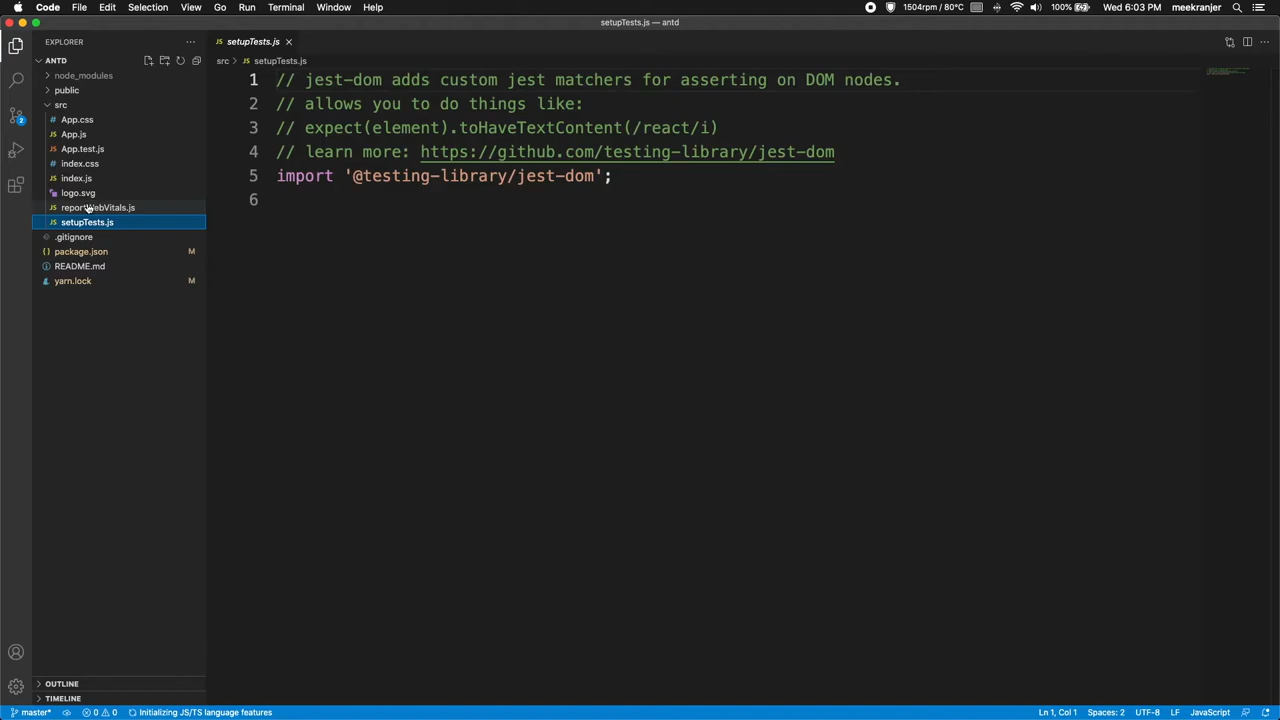 Code File Edit Selection View Go Run Terminal Window Help 1504rpm / 80°C 100% Wed 6:03 PM meekranjer
setupTests.js — antd
EXPLORER
setupTests.js
ANTD
src > setupTests.js
node_modules
public
src
App.css
App.js
App.test.js
index.css
index.js
logo.svg
reportWebVitals.js
setupTests.js
.gitignore
package.json M
README.md
yarn.lock M
1 // jest-dom adds custom jest matchers for asserting on DOM nodes.
2 // allows you to do things like:
3 // expect(element).toHaveTextContent(/react/i)
4 // learn more: https://github.com/testing-library/jest-dom
5 import '@testing-library/jest-dom';
6
2
OUTLINE
TIMELINE
master* 0 0 Initializing JS/TS language features Ln 1, Col 1 Spaces: 2 UTF-8 LF JavaScript